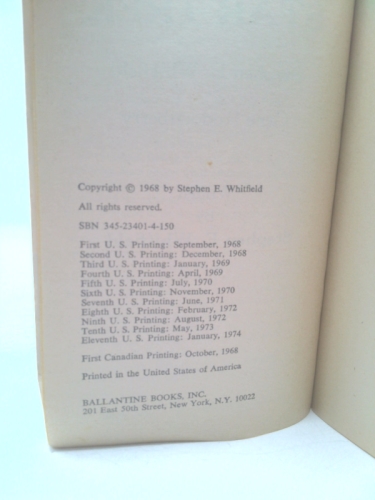 Copyright © 1968 by Stephen E. Whitfield
All rights reserved.
SBN 345-23401-4-150
First U. S. Printing: September, 1968
Second U. S. Printing: December, 1968
Third U. S. Printing: January, 1969
Fourth U. S. Printing: April, 1969
Fifth U. S. Printing: July, 1970
Sixth U. S. Printing: November, 1970
Seventh U. S. Printing: June, 1971
Eighth U. S. Printing: February, 1972
Ninth U. S. Printing: August, 1972
Tenth U. S. Printing: May, 1973
Eleventh U. S. Printing: January, 1974
First Canadian Printing: October, 1968
Printed in the United States of America
BALLANTINE BOOKS, INC.
201 East 50th Street, New York, N.Y. 10022